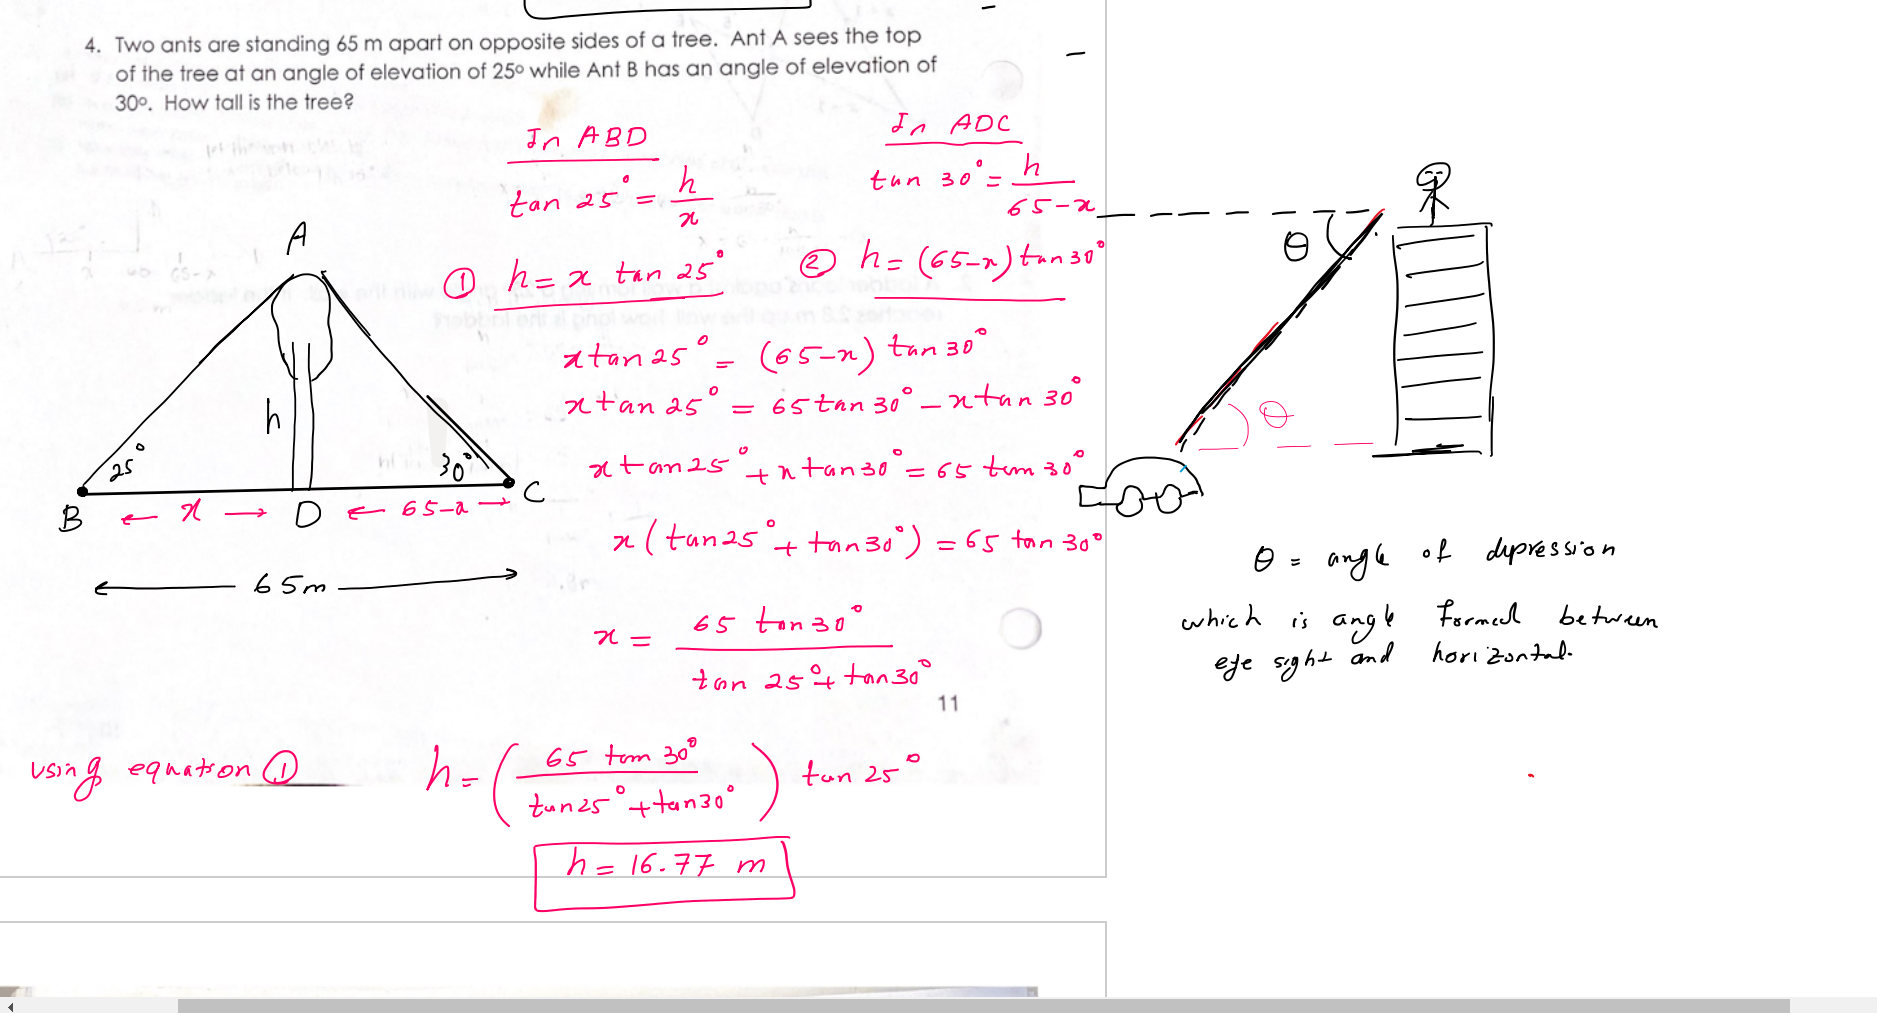 4. Two ants are standing 65 m apart on opposite sides of a tree. Ant A sees the top
of the tree at an angle of elevation of 25° while Ant B has an angle of elevation of
30°. How tall is the tree?
In ABD
tan 25° = h/x
① h = x tan 25°
In ADC
tan 30° = h/65-x
② h = (65-x) tan 30°
x tan 25° = (65-x) tan 30°
x tan 25° = 65 tan 30° - x tan 30°
x tan 25° + x tan 30° = 65 tan 30°
x (tan 25° + tan 30°) = 65 tan 30°
x = 65 tan 30° / tan 25° + tan 30°
11
using equation ① h = (65 tan 30° / tan 25° + tan 30°) tan 25°
h = 16.77 m
A
h
25°
30°
B ← x → D ← 65-x → C
65m
θ
θ
θ = angle of depression
which is angle formed between
eye sight and horizontal.